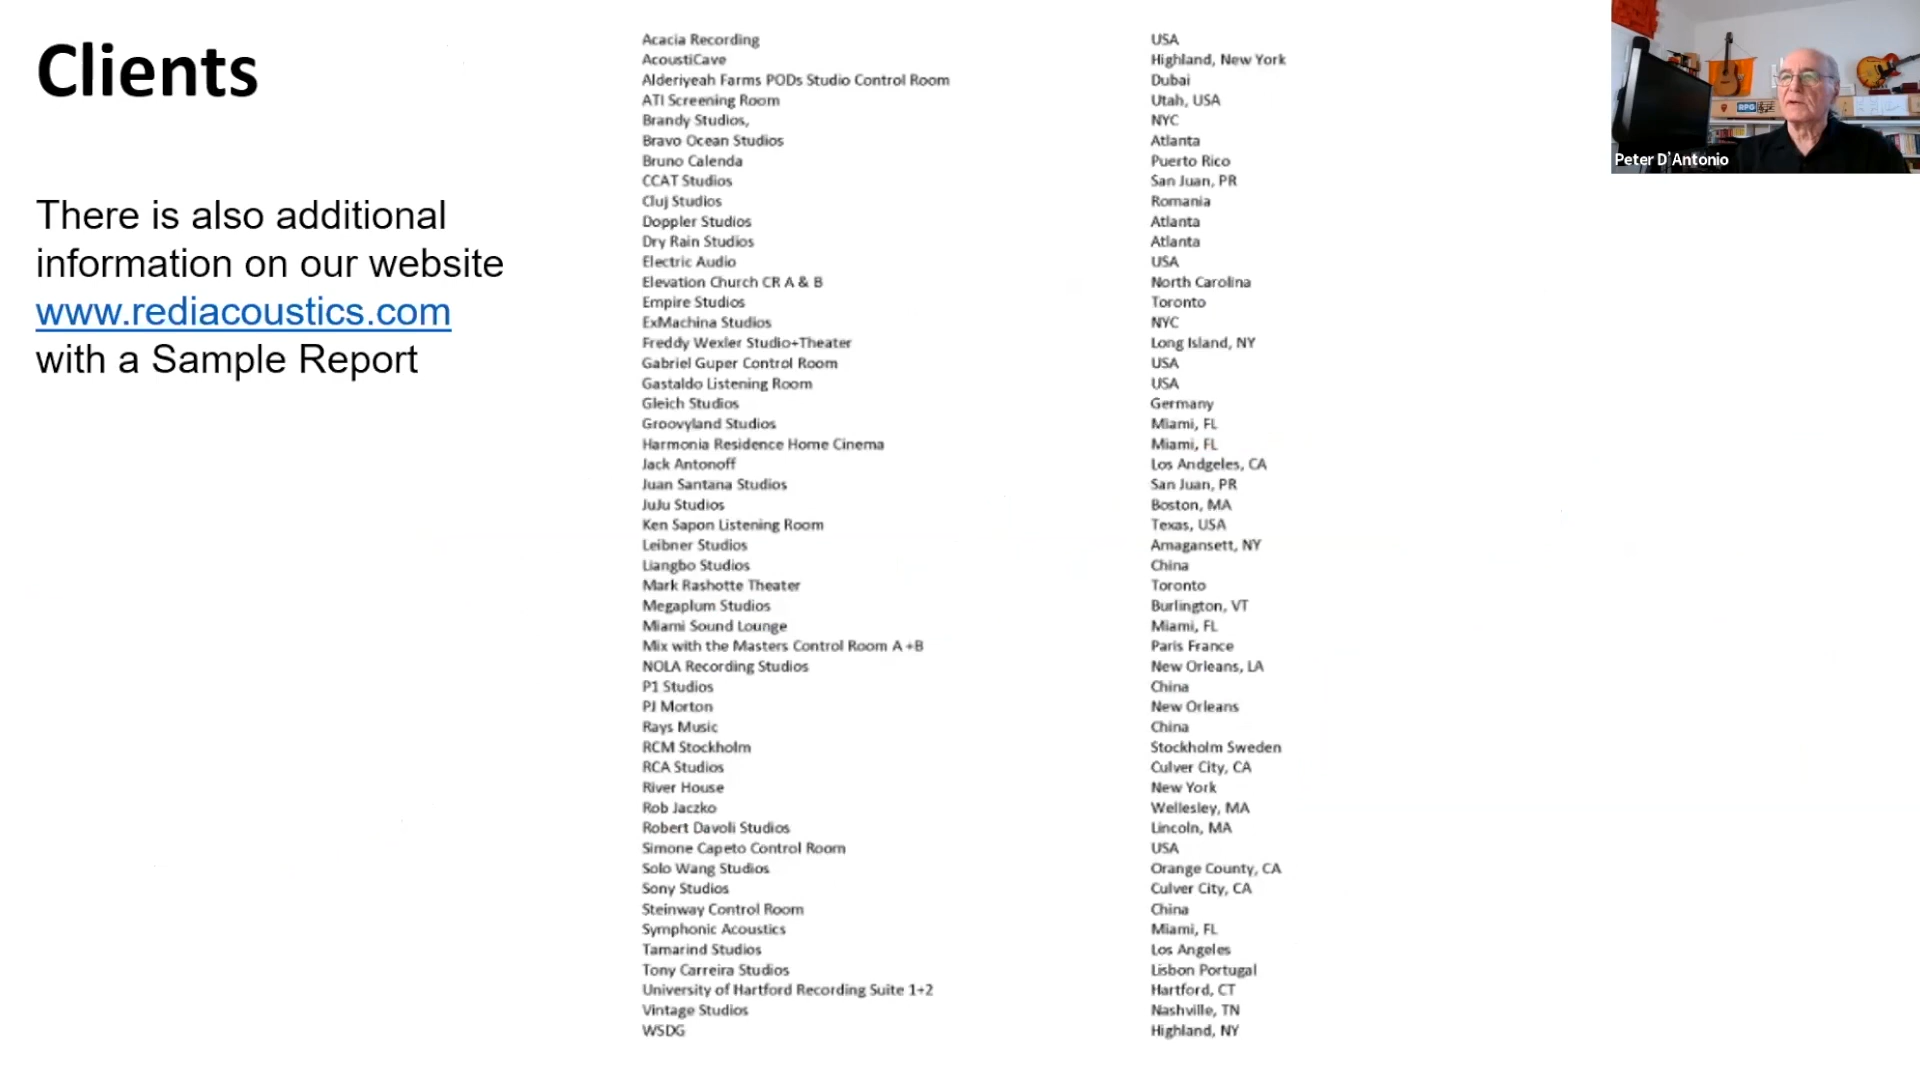 Clients
There is also additional
information on our website
www.rediacoustics.com
with a Sample Report
Acacia Recording USA
AcoustiCave Highland, New York
Alderiyeah Farms PODs Studio Control Room Dubai
ATI Screening Room Utah, USA
Brandy Studios, NYC
Bravo Ocean Studios Atlanta
Bruno Calenda Puerto Rico
CCAT Studios San Juan, PR
Cluj Studios Romania
Doppler Studios Atlanta
Dry Rain Studios Atlanta
Electric Audio USA
Elevation Church CR A & B North Carolina
Empire Studios Toronto
ExMachina Studios NYC
Freddy Wexler Studio+Theater Long Island, NY
Gabriel Guper Control Room USA
Gastaldo Listening Room USA
Gleich Studios Germany
Groovyland Studios Miami, FL
Harmonia Residence Home Cinema Miami, FL
Jack Antonoff Los Andgeles, CA
Juan Santana Studios San Juan, PR
JuJu Studios Boston, MA
Ken Sapon Listening Room Texas, USA
Leibner Studios Amagansett, NY
Liangbo Studios China
Mark Rashotte Theater Toronto
Megaplum Studios Burlington, VT
Miami Sound Lounge Miami, FL
Mix with the Masters Control Room A +B Paris France
NOLA Recording Studios New Orleans, LA
P1 Studios China
PJ Morton New Orleans
Rays Music China
RCM Stockholm Stockholm Sweden
RCA Studios Culver City, CA
River House New York
Rob Jaczko Wellesley, MA
Robert Davoli Studios Lincoln, MA
Simone Capeto Control Room USA
Solo Wang Studios Orange County, CA
Sony Studios Culver City, CA
Steinway Control Room China
Symphonic Acoustics Miami, FL
Tamarind Studios Los Angeles
Tony Carreira Studios Lisbon Portugal
University of Hartford Recording Suite 1+2 Hartford, CT
Vintage Studios Nashville, TN
WSDG Highland, NY
RPG
Peter D'Antonio